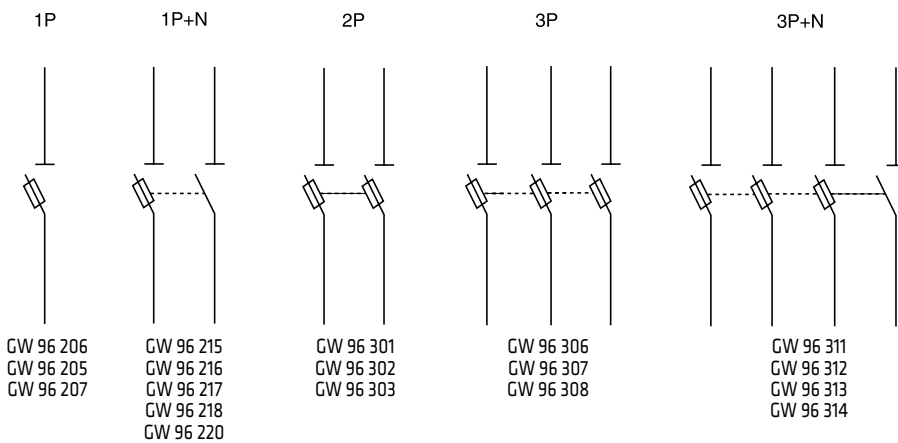 1P
1P+N
2P
3P
3P+N
GW 96 206
GW 96 205
GW 96 207
GW 96 215
GW 96 216
GW 96 217
GW 96 218
GW 96 220
GW 96 301
GW 96 302
GW 96 303
GW 96 306
GW 96 307
GW 96 308
GW 96 311
GW 96 312
GW 96 313
GW 96 314